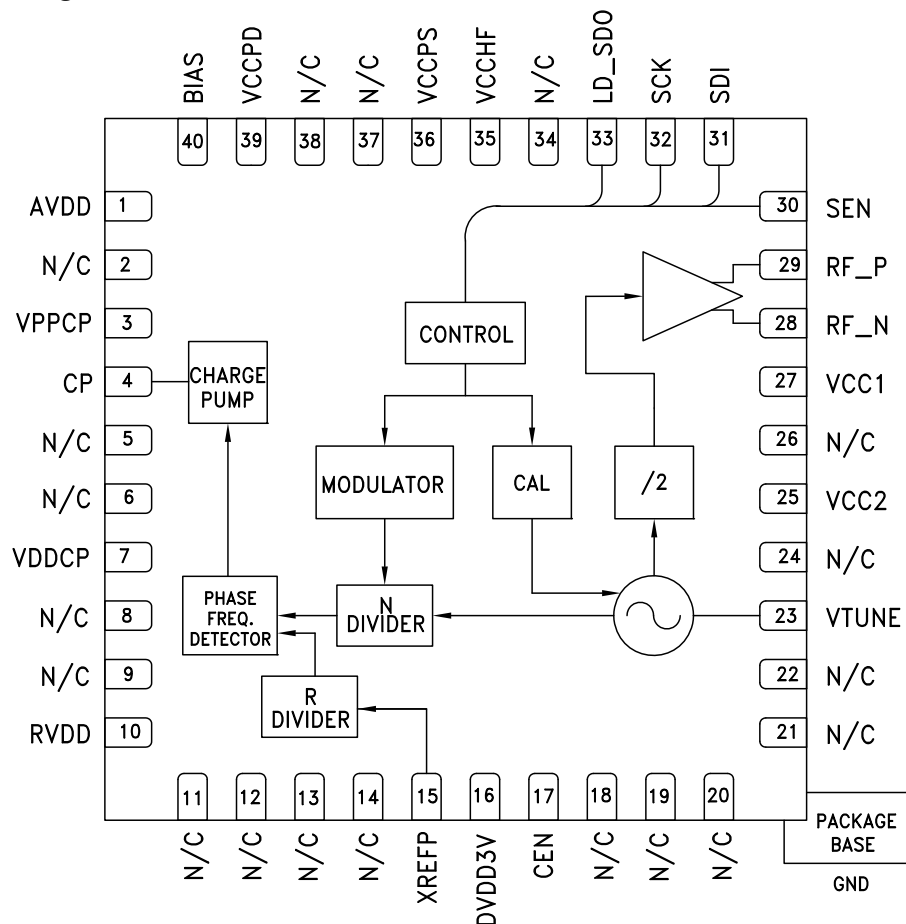 BIAS
VCCPD
N/C
N/C
VCCPS
VCCHF
N/C
LD_SDO
SCK
SDI
40
39
38
37
36
35
34
33
32
31
AVDD 1
N/C 2
VPPCP 3
CP 4
N/C 5
N/C 6
VDDCP 7
N/C 8
N/C 9
RVDD 10
30 SEN
29 RF_P
28 RF_N
27 VCC1
26 N/C
25 VCC2
24 N/C
23 VTUNE
22 N/C
21 N/C
CONTROL
CHARGE
PUMP
MODULATOR
CAL
/2
PHASE
FREQ.
DETECTOR
N
DIVIDER
R
DIVIDER
11
12
13
14
15
16
17
18
19
20
N/C
N/C
N/C
N/C
XREFP
DVDD3V
CEN
N/C
N/C
N/C
PACKAGE
BASE
GND